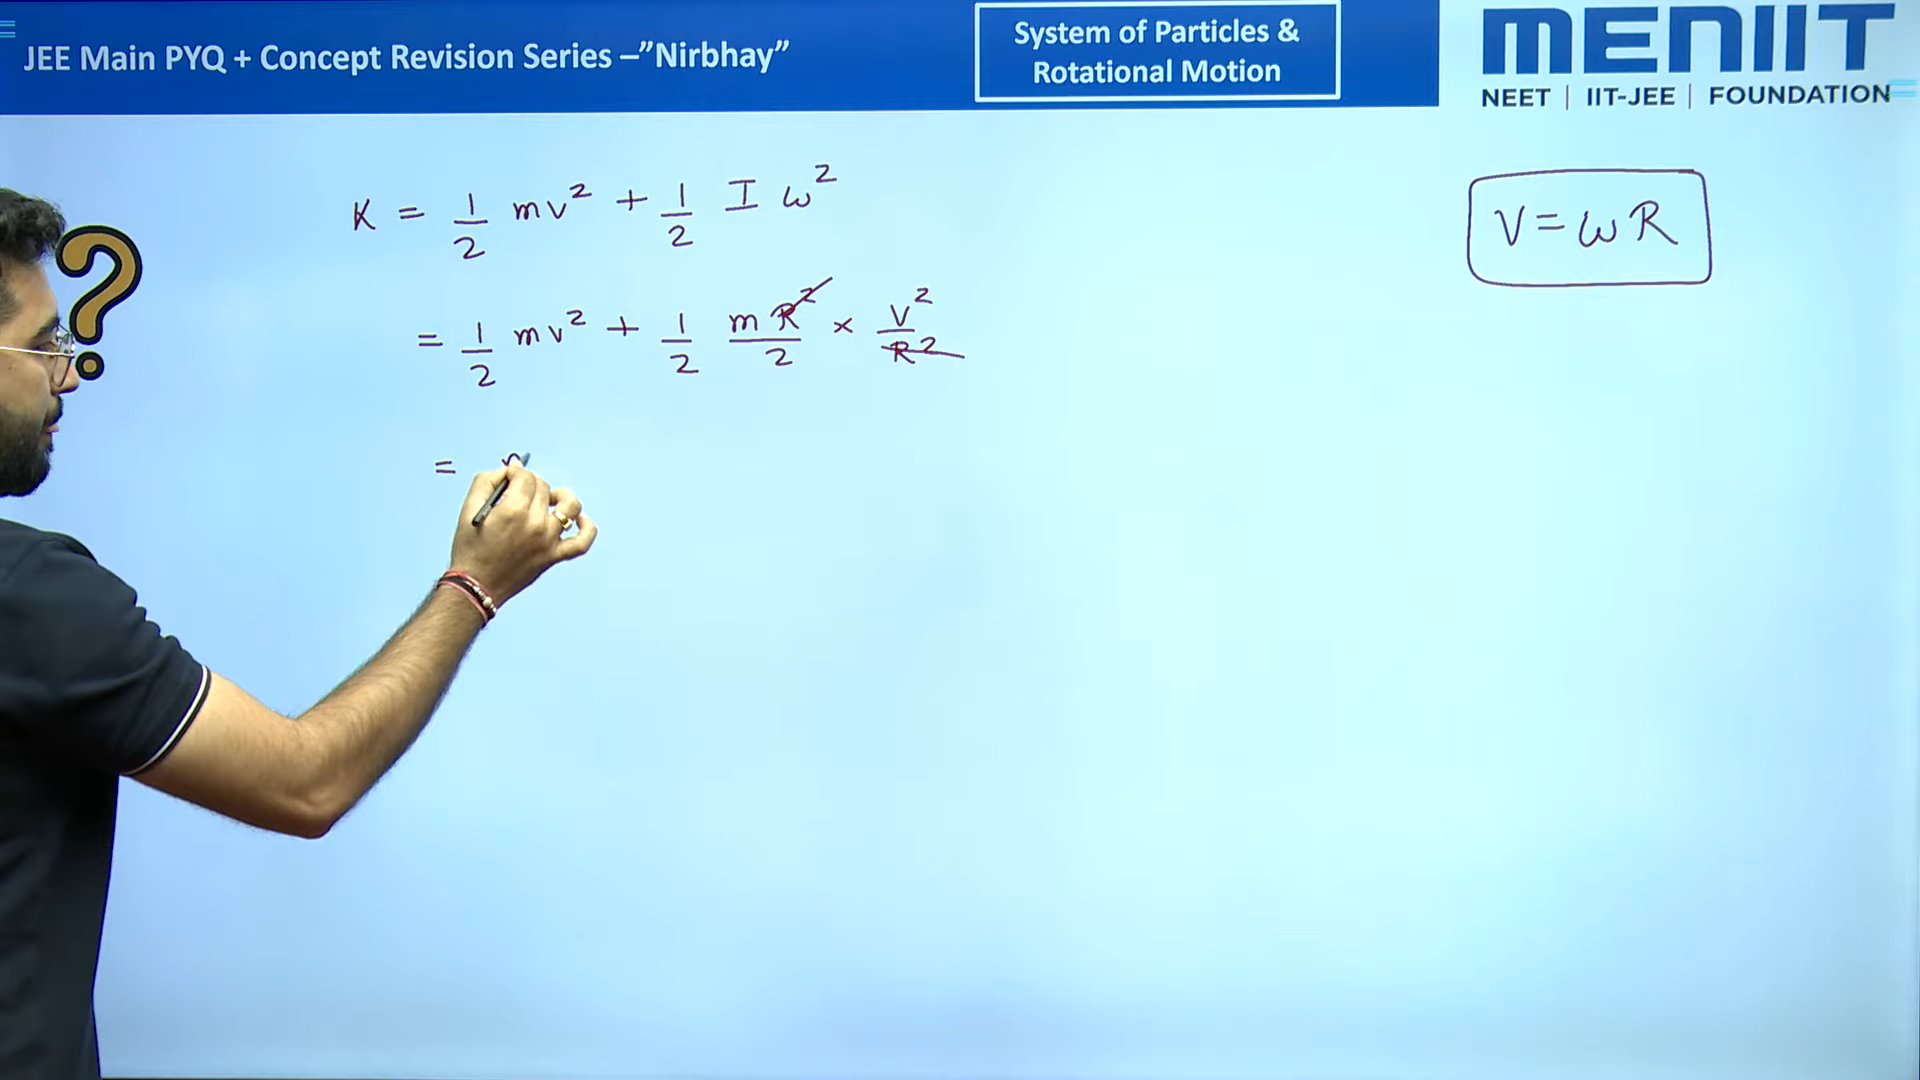 JEE Main PYQ + Concept Revision Series –"Nirbhay"
System of Particles &
Rotational Motion
MENIIT
NEET | IIT-JEE | FOUNDATION
K = 1/2 mv² + 1/2 I ω²
V = ωR
= 1/2 mv² + 1/2 mR²/2 × V²/R²
=